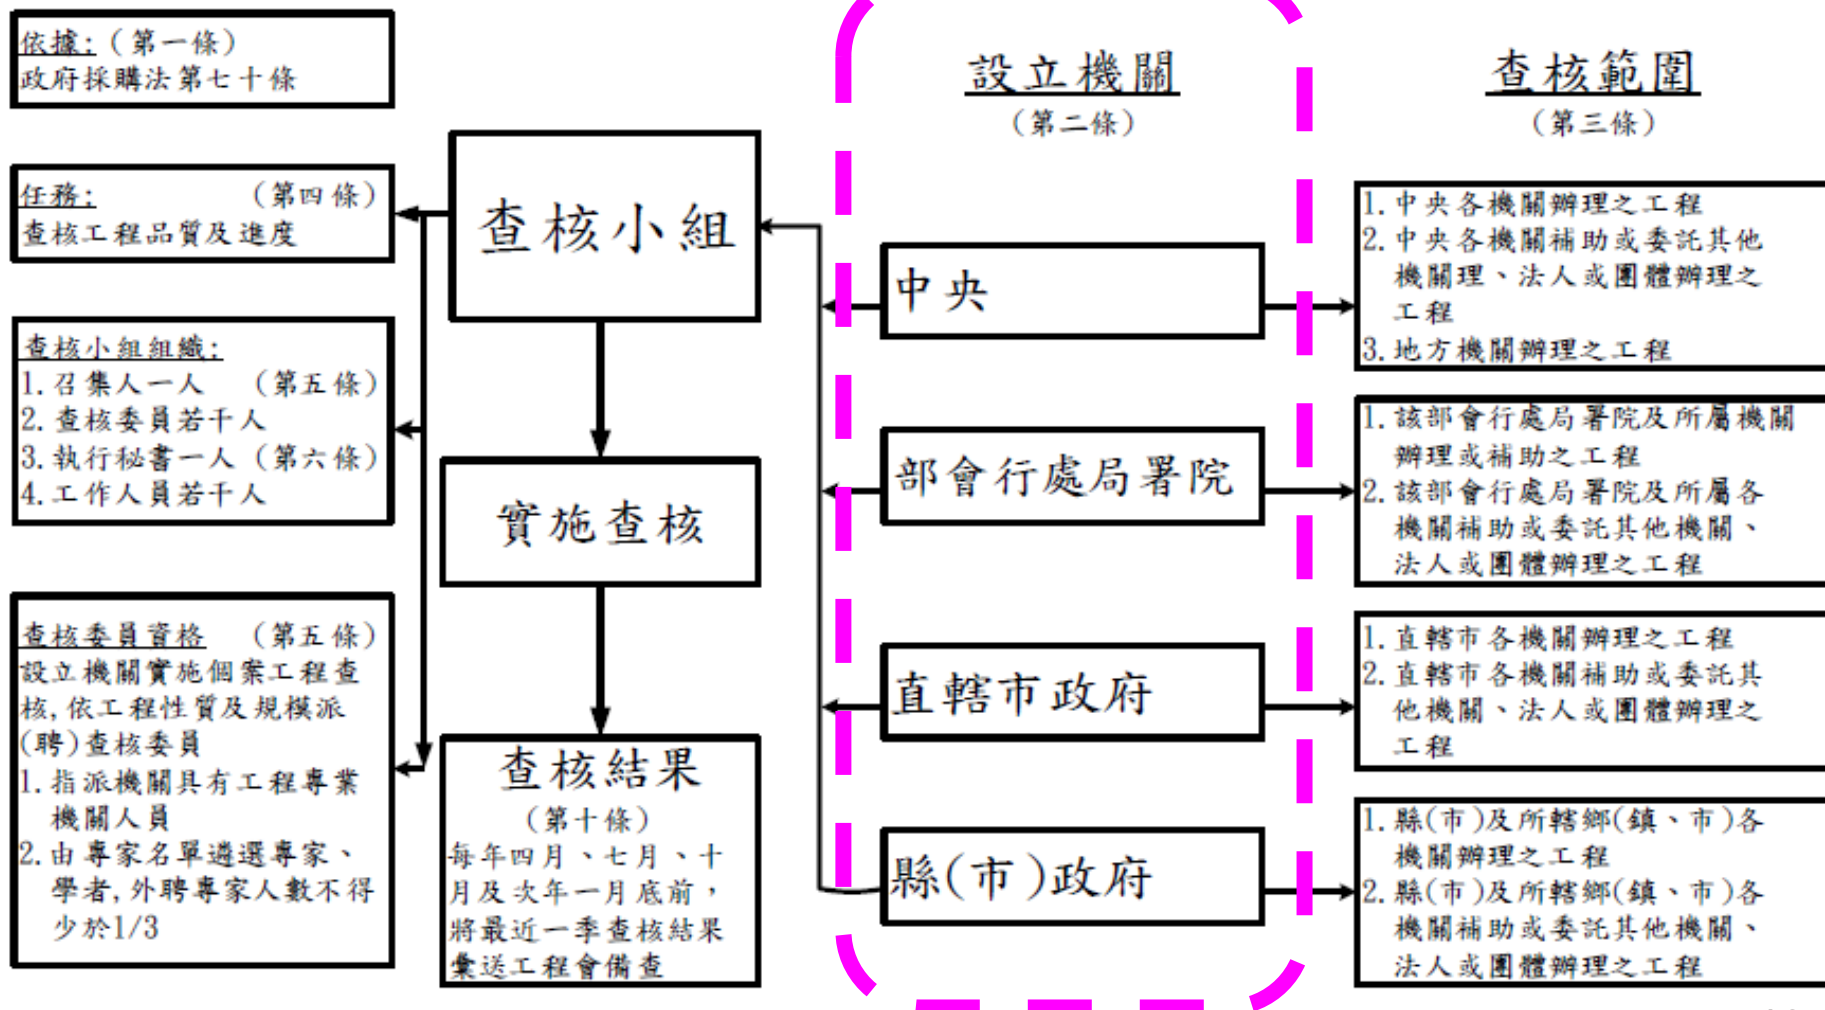 依據:(第一條)
政府採購法第七十條
任務: (第四條)
查核工程品質及進度
查核小組組織:
1.召集人一人 (第五條)
2.查核委員若干人
3.執行秘書一人(第六條)
4.工作人員若干人
查核委員資格 (第五條)
設立機關實施個案工程查
核,依工程性質及規模派
(聘)查核委員
1.指派機關具有工程專業
機關人員
2.由專家名單遴選專家、
學者,外聘專家人數不得
少於1/3
查核小組
實施查核
查核結果
(第十條)
每年四月、七月、十
月及次年一月底前,
將最近一季查核結果
彙送工程會備查
設立機關
(第二條)
中央
部會行處局署院
直轄市政府
縣(市)政府
查核範圍
(第三條)
1.中央各機關辦理之工程
2.中央各機關補助或委託其他
機關理、法人或團體辦理之
工程
3.地方機關辦理之工程
1.該部會行處局署院及所屬機關
辦理或補助之工程
2.該部會行處局署院及所屬各
機關補助或委託其他機關、
法人或團體辦理之工程
1.直轄市各機關辦理之工程
2.直轄市各機關補助或委託其
他機關、法人或團體辦理之
工程
1.縣(市)及所轄鄉(鎮、市)各
機關辦理之工程
2.縣(市)及所轄鄉(鎮、市)各
機關補助或委託其他機關、
法人或團體辦理之工程